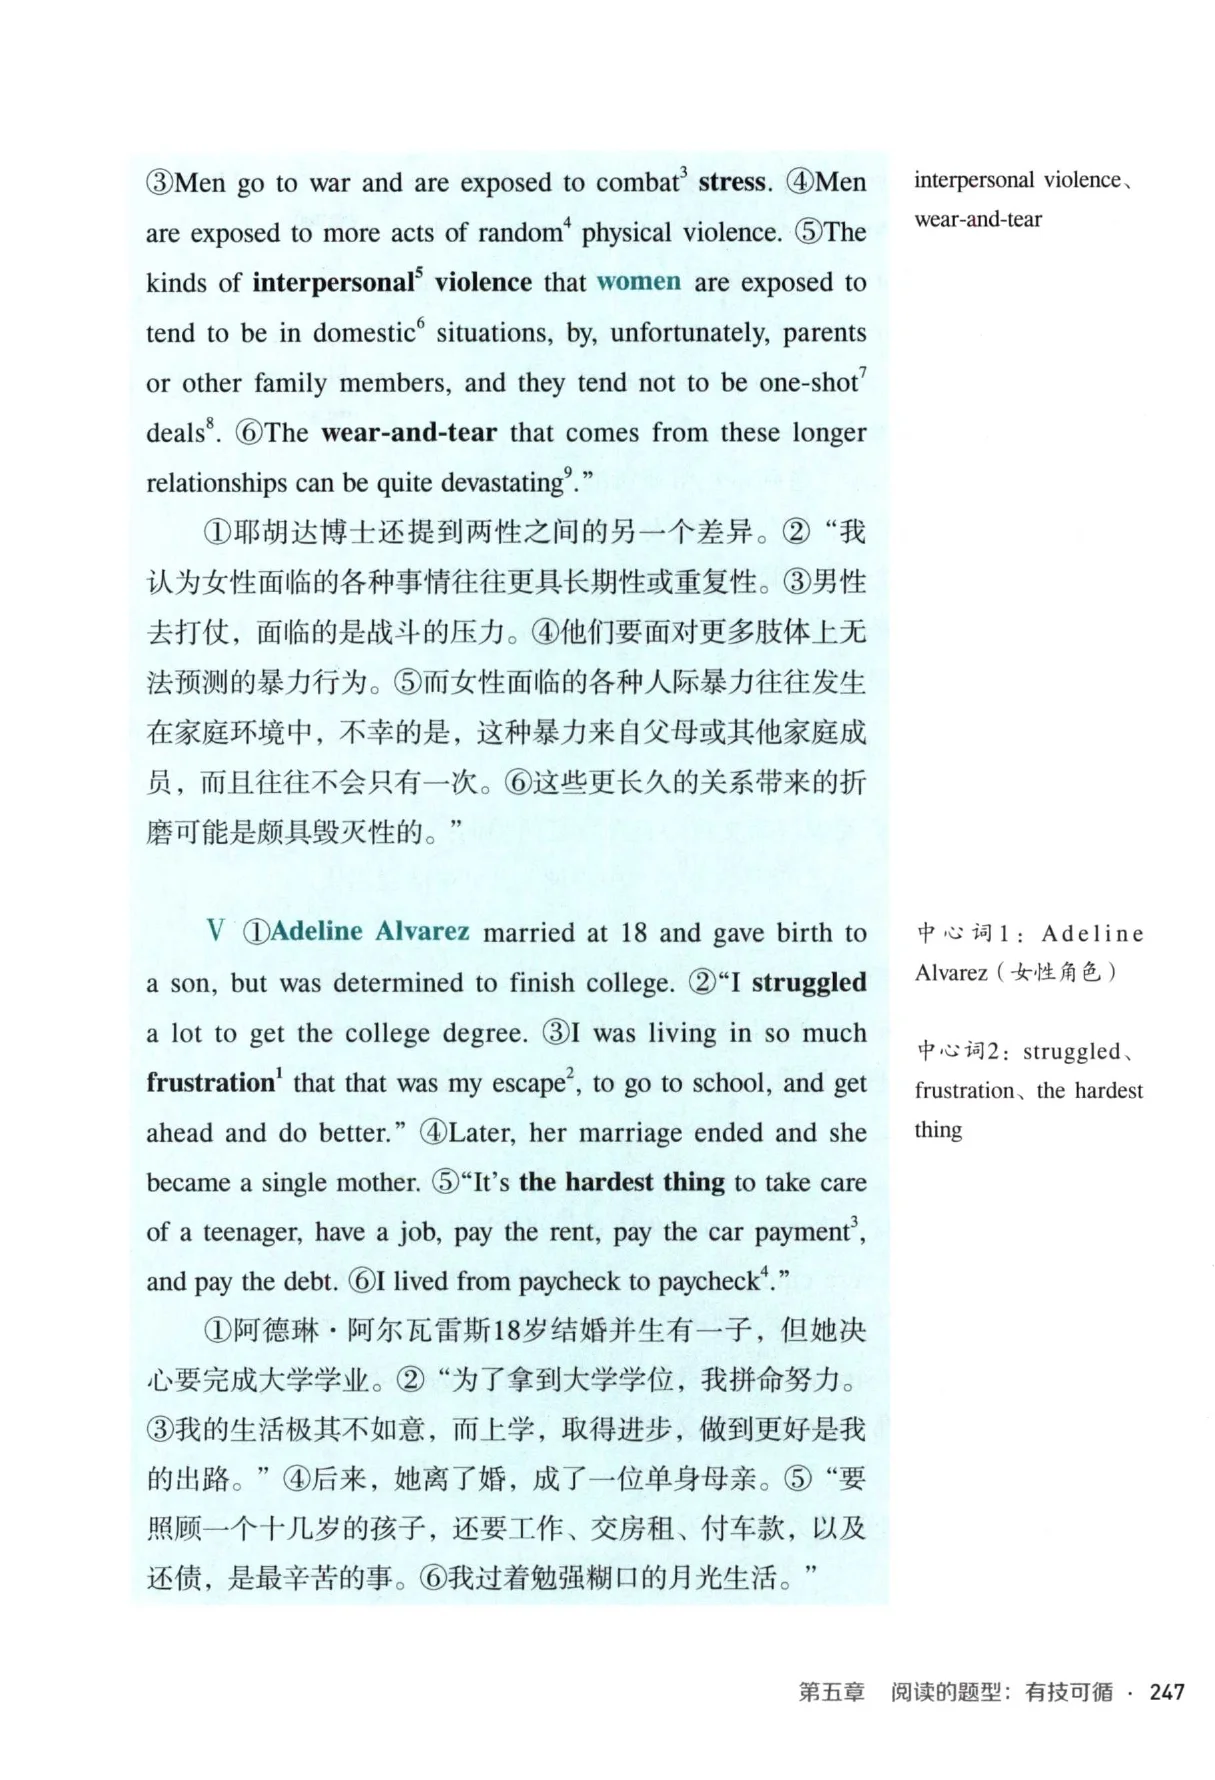 ③Men go to war and are exposed to combat³ stress. ④Men
are exposed to more acts of random⁴ physical violence. ⑤The
kinds of interpersonal⁵ violence that women are exposed to
tend to be in domestic⁶ situations, by, unfortunately, parents
or other family members, and they tend not to be one-shot⁷
deals⁸. ⑥The wear-and-tear that comes from these longer
relationships can be quite devastating⁹.”
interpersonal violence、
wear-and-tear
①耶胡达博士还提到两性之间的另一个差异。②“我
认为女性面临的各种事情往往更具长期性或重复性。③男性
去打仗，面临的是战斗的压力。④他们要面对更多肢体上无
法预测的暴力行为。⑤而女性面临的各种人际暴力往往发生
在家庭环境中，不幸的是，这种暴力来自父母或其他家庭成
员，而且往往不会只有一次。⑥这些更长久的关系带来的折
磨可能是颇具毁灭性的。”
V ①Adeline Alvarez married at 18 and gave birth to
a son, but was determined to finish college. ②“I struggled
a lot to get the college degree. ③I was living in so much
frustration¹ that that was my escape², to go to school, and get
ahead and do better.” ④Later, her marriage ended and she
became a single mother. ⑤“It’s the hardest thing to take care
of a teenager, have a job, pay the rent, pay the car payment³,
and pay the debt. ⑥I lived from paycheck to paycheck⁴.”
中心词1：Adeline
Alvarez（女性角色）
中心词2：struggled、
frustration、the hardest
thing
①阿德琳·阿尔瓦雷斯18岁结婚并生有一子，但她决
心要完成大学学业。②“为了拿到大学学位，我拼命努力。
③我的生活极其不如意，而上学，取得进步，做到更好是我
的出路。”④后来，她离了婚，成了一位单身母亲。⑤“要
照顾一个十几岁的孩子，还要工作、交房租、付车款，以及
还债，是最辛苦的事。⑥我过着勉强糊口的月光生活。”
第五章 阅读的题型：有技可循 · 247